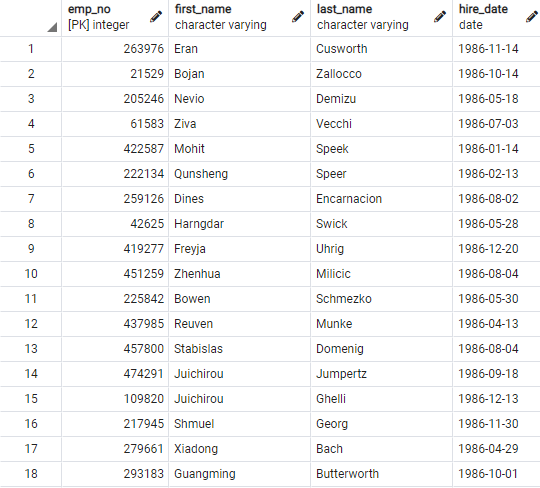 emp_no first_name last_name hire_date
[PK] integer character varying character varying date
1 263976 Eran Cusworth 1986-11-14
2 21529 Bojan Zallocco 1986-10-14
3 205246 Nevio Demizu 1986-05-18
4 61583 Ziva Vecchi 1986-07-03
5 422587 Mohit Speek 1986-01-14
6 222134 Qunsheng Speer 1986-02-13
7 259126 Dines Encarnacion 1986-08-02
8 42625 Harngdar Swick 1986-05-28
9 419277 Freyja Uhrig 1986-12-20
10 451259 Zhenhua Milicic 1986-08-04
11 225842 Bowen Schmezko 1986-05-30
12 437985 Reuven Munke 1986-04-13
13 457800 Stabislas Domenig 1986-08-04
14 474291 Juichirou Jumpertz 1986-09-18
15 109820 Juichirou Ghelli 1986-12-13
16 217945 Shmuel Georg 1986-11-30
17 279661 Xiadong Bach 1986-04-29
18 293183 Guangming Butterworth 1986-10-01